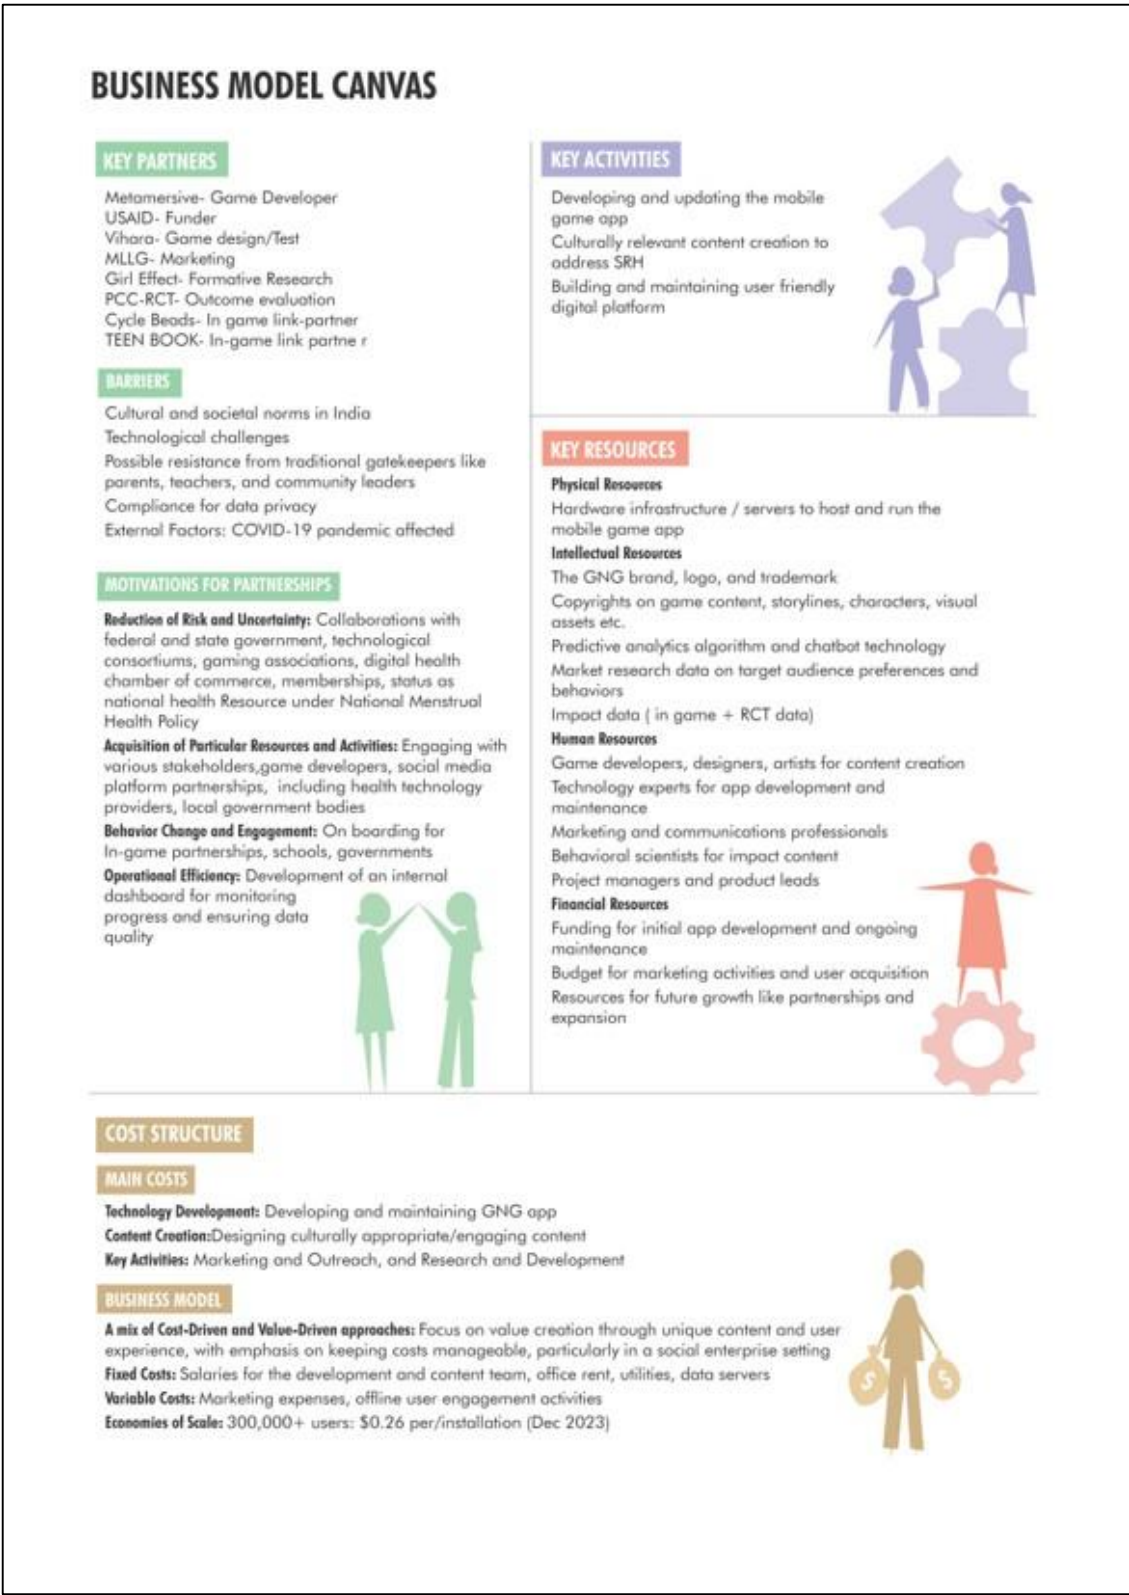 BUSINESS MODEL CANVAS
KEY PARTNERS
Metamersive- Game Developer
USAID- Funder
Vihara- Game design/Test
MLLG- Marketing
Girl Effect- Formative Research
PCC-RCT- Outcome evaluation
Cycle Beads- In game link-partner
TEEN BOOK- In-game link partne r
BARRIERS
Cultural and societal norms in India
Technological challenges
Possible resistance from traditional gatekeepers like
parents, teachers, and community leaders
Compliance for data privacy
External Factors: COVID-19 pandemic affected
MOTIVATIONS FOR PARTNERSHIPS
Reduction of Risk and Uncertainty: Collaborations with
federal and state government, technological
consortiums, gaming associations, digital health
chamber of commerce, memberships, status as
national health Resource under National Menstrual
Health Policy
Acquisition of Particular Resources and Activities: Engaging with
various stakeholders,game developers, social media
platform partnerships, including health technology
providers, local government bodies
Behavior Change and Engagement: On boarding for
In-game partnerships, schools, governments
Operational Efficiency: Development of an internal
dashboard for monitoring
progress and ensuring data
quality
KEY ACTIVITIES
Developing and updating the mobile
game app
Culturally relevant content creation to
address SRH
Building and maintaining user friendly
digital platform
KEY RESOURCES
Physical Resources
Hardware infrastructure / servers to host and run the
mobile game app
Intellectual Resources
The GNG brand, logo, and trademark
Copyrights on game content, storylines, characters, visual
assets etc.
Predictive analytics algorithm and chatbot technology
Market research data on target audience preferences and
behaviors
Impact data ( in game + RCT data)
Human Resources
Game developers, designers, artists for content creation
Technology experts for app development and
maintenance
Marketing and communications professionals
Behavioral scientists for impact content
Project managers and product leads
Financial Resources
Funding for initial app development and ongoing
maintenance
Budget for marketing activities and user acquisition
Resources for future growth like partnerships and
expansion
COST STRUCTURE
MAIN COSTS
Technology Development: Developing and maintaining GNG app
Content Creation:Designing culturally appropriate/engaging content
Key Activities: Marketing and Outreach, and Research and Development
BUSINESS MODEL
A mix of Cost-Driven and Value-Driven approaches: Focus on value creation through unique content and user
experience, with emphasis on keeping costs manageable, particularly in a social enterprise setting
Fixed Costs: Salaries for the development and content team, office rent, utilities, data servers
Variable Costs: Marketing expenses, offline user engagement activities
Economies of Scale: 300,000+ users: $0.26 per/installation (Dec 2023)
$ $